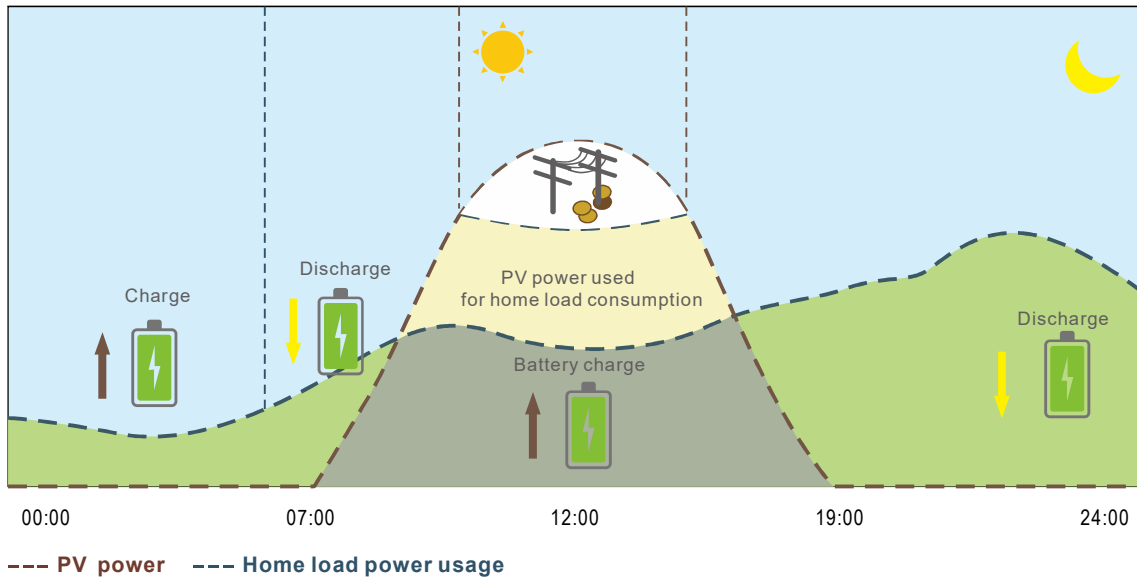 Discharge
Charge
PV power used
for home load consumption
Discharge
Battery charge
00:00
07:00
12:00
19:00
24:00
PV power
Home load power usage